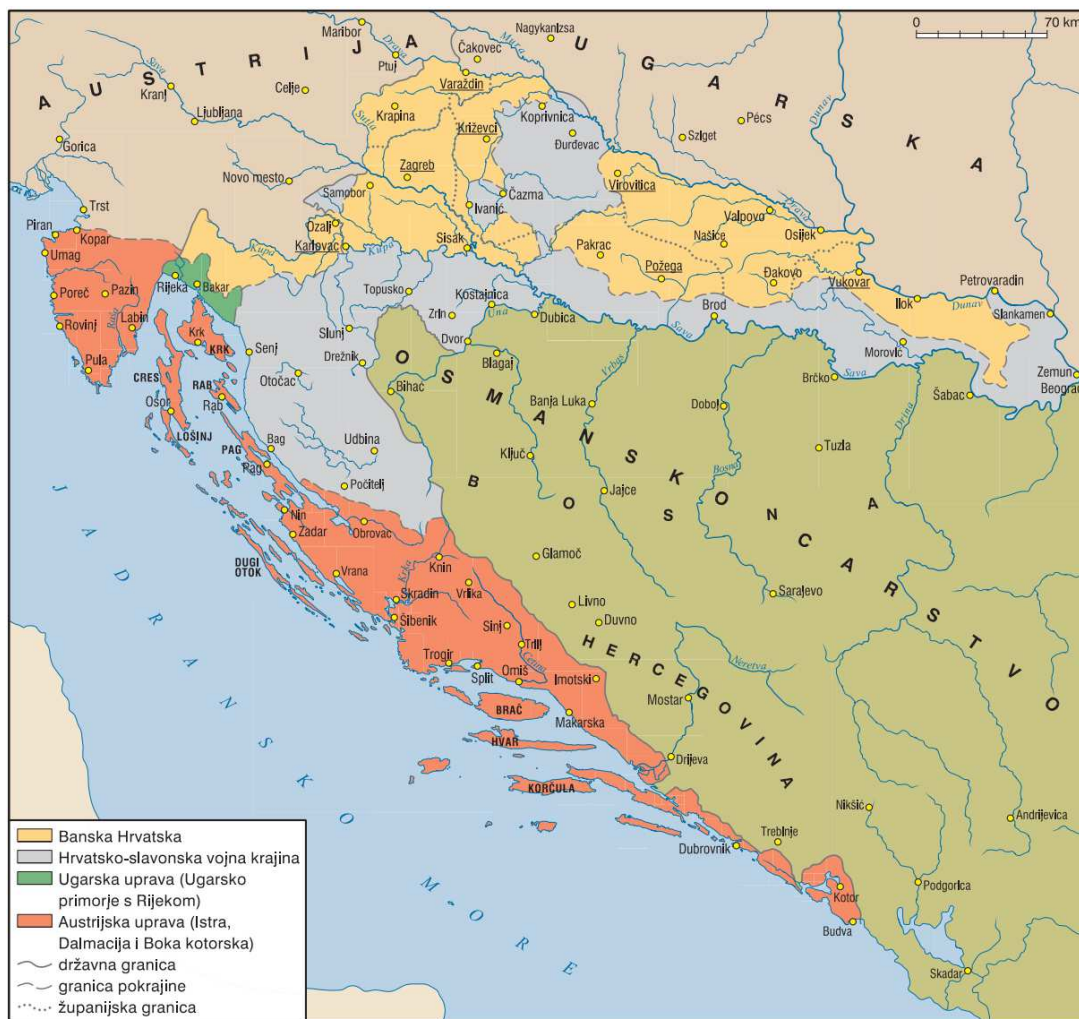 AUSTRIJA
UGARSKA
0 70 km
Maribor
Drava
Ptuj
Mura
Čakovec
Nagykanizsa
Sava
Kranj
Celje
Varaždin
Ljubljana
Krapina
Koprivnica
Pécs
Dunav
Sutla
Križevci
Đurđevac
Sziget
Gorica
Novo mesto
Zagreb
Virovitica
Samobor
Čazma
Trst
Ivanić
Valpovo
Drava
Piran
Kopar
Ozalj
Našice
Osijek
Umag
Kupa
Karlovac
Kupa
Sisak
Pakrac
Požega
Đakovo
Vukovar
Rijeka
Bakar
Petrovaradin
Poreč
Pazin
Topusko
Kostajnica
Ilok
Dunav
Raša
Zrin
Una
Dubica
Sava
Brod
Slankamen
Rovinj
Labin
Krk
KRK
Slunj
Dvor
Morović
Senj
Drežnik
Blagaj
Vrbas
Pula
CRES
RAB
Otočac
Bihać
Brčko
Sava
Zemun
Beograd
Osor
Rab
Banja Luka
Doboj
Drina
Šabac
LOŠINJ
PAG
Bag
Udbina
Ključ
Tuzla
Pag
Bosna
Počitelj
Jajce
OSMANSKO CARSTVO
BOSNA
Nin
Obrovac
Zadar
Glamoč
DUGI
OTOK
Knin
Krka
Vrana
Vrlika
Sarajevo
Skradin
Livno
Šibenik
Sinj
Duvno
Trilj
HERCEGOVINA
Trogir
Split
Omiš
Cetina
Neretva
Imotski
BRAČ
Makarska
Mostar
HVAR
Drijeva
KORČULA
Nikšić
Andrijevica
Dubrovnik
Trebinje
Podgorica
Kotor
Budva
Skadar
JADRANSKO MORE
Banska Hrvatska
Hrvatsko-slavonska vojna krajina
Ugarska uprava (Ugarsko
primorje s Rijekom)
Austrijska uprava (Istra,
Dalmacija i Boka kotorska)
državna granica
granica pokrajine
županijska granica